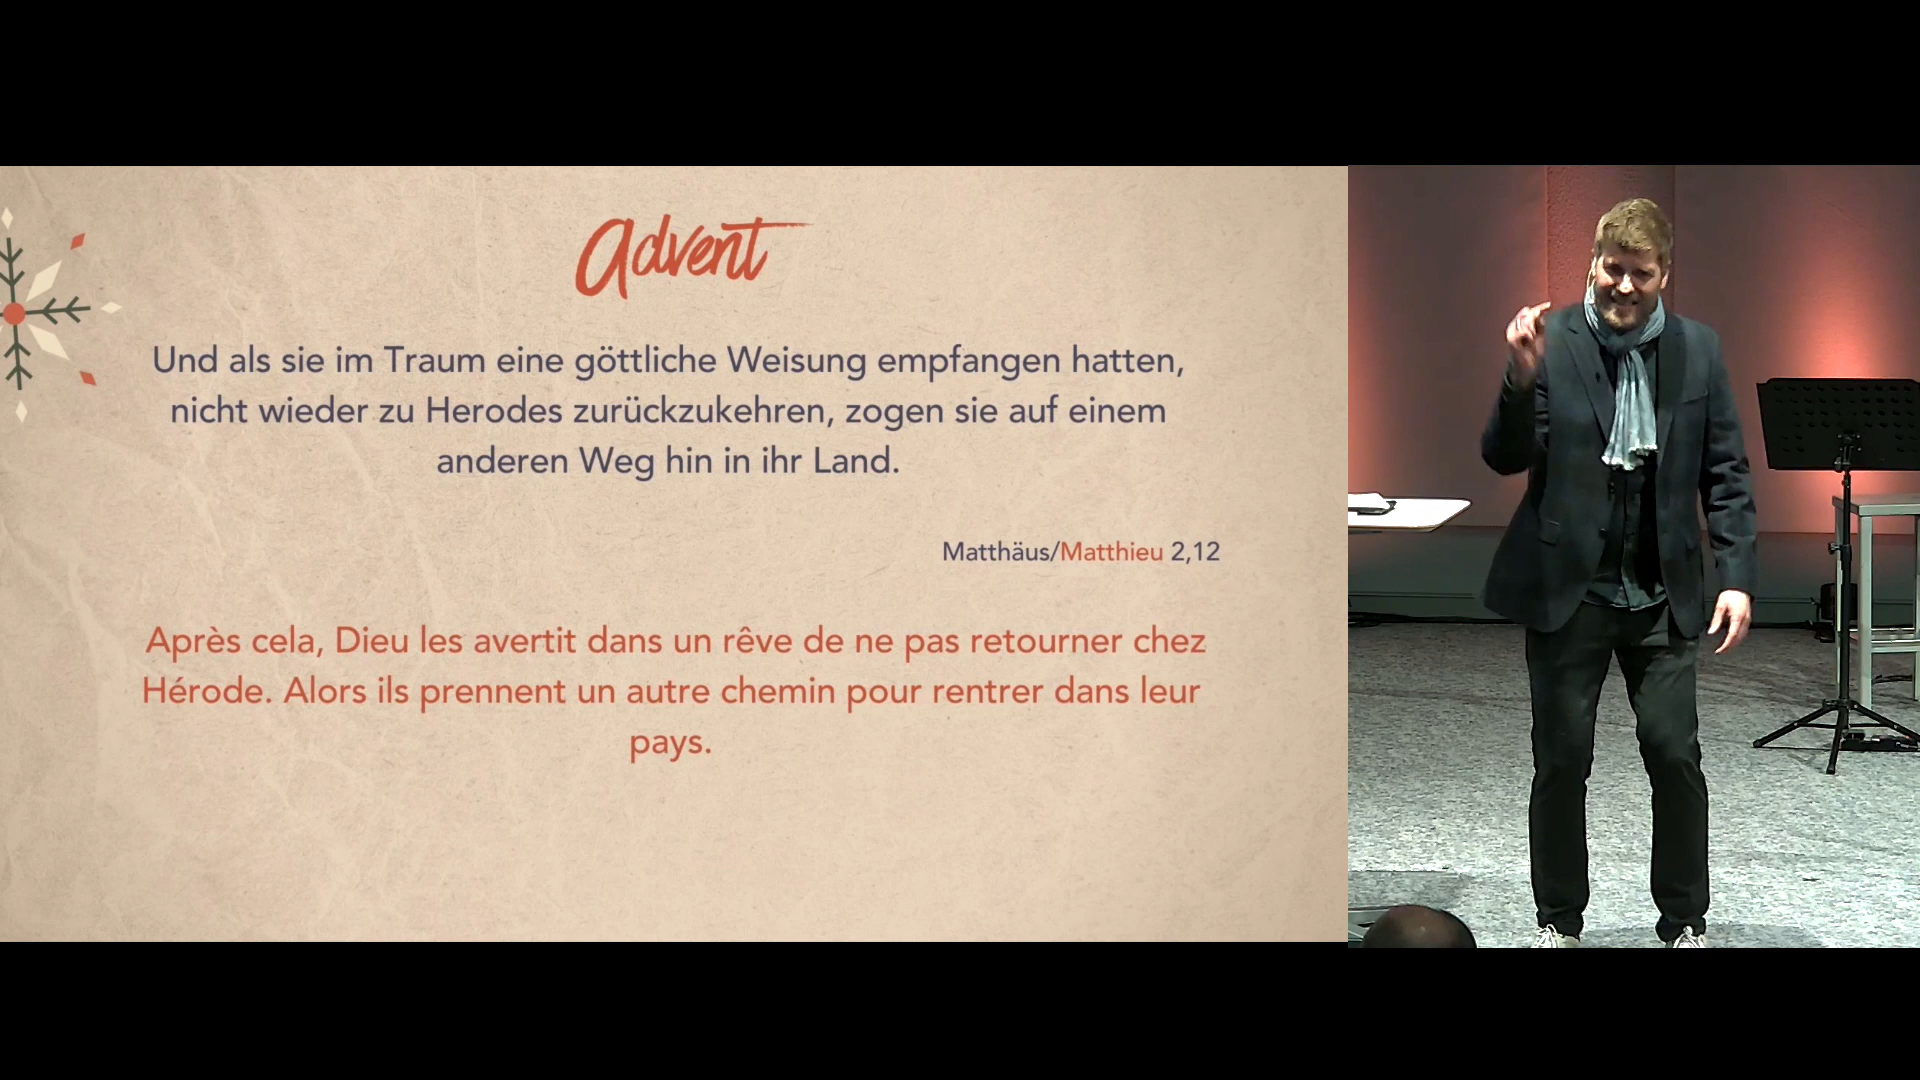 Advent
Und als sie im Traum eine göttliche Weisung empfangen hatten,
nicht wieder zu Herodes zurückzukehren, zogen sie auf einem
anderen Weg hin in ihr Land.
Matthäus/Matthieu 2,12
Après cela, Dieu les avertit dans un rêve de ne pas retourner chez
Hérode. Alors ils prennent un autre chemin pour rentrer dans leur
pays.